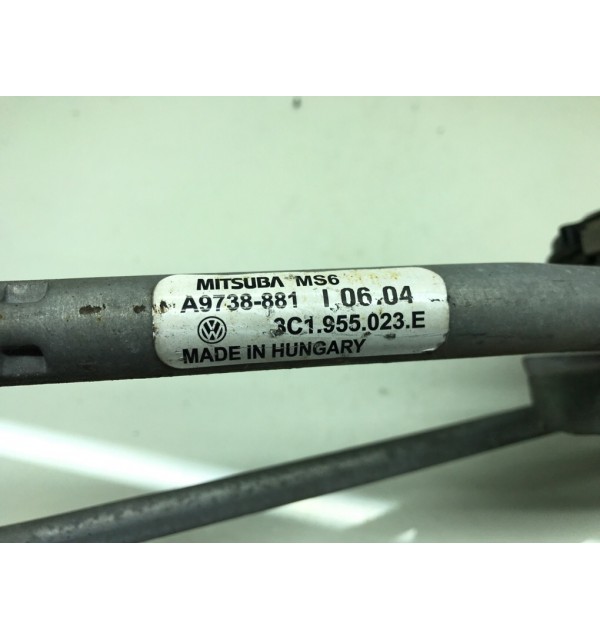 MITSUBA MS6
A9738-881 I.06.04
3C1.955.023.E
MADE IN HUNGARY